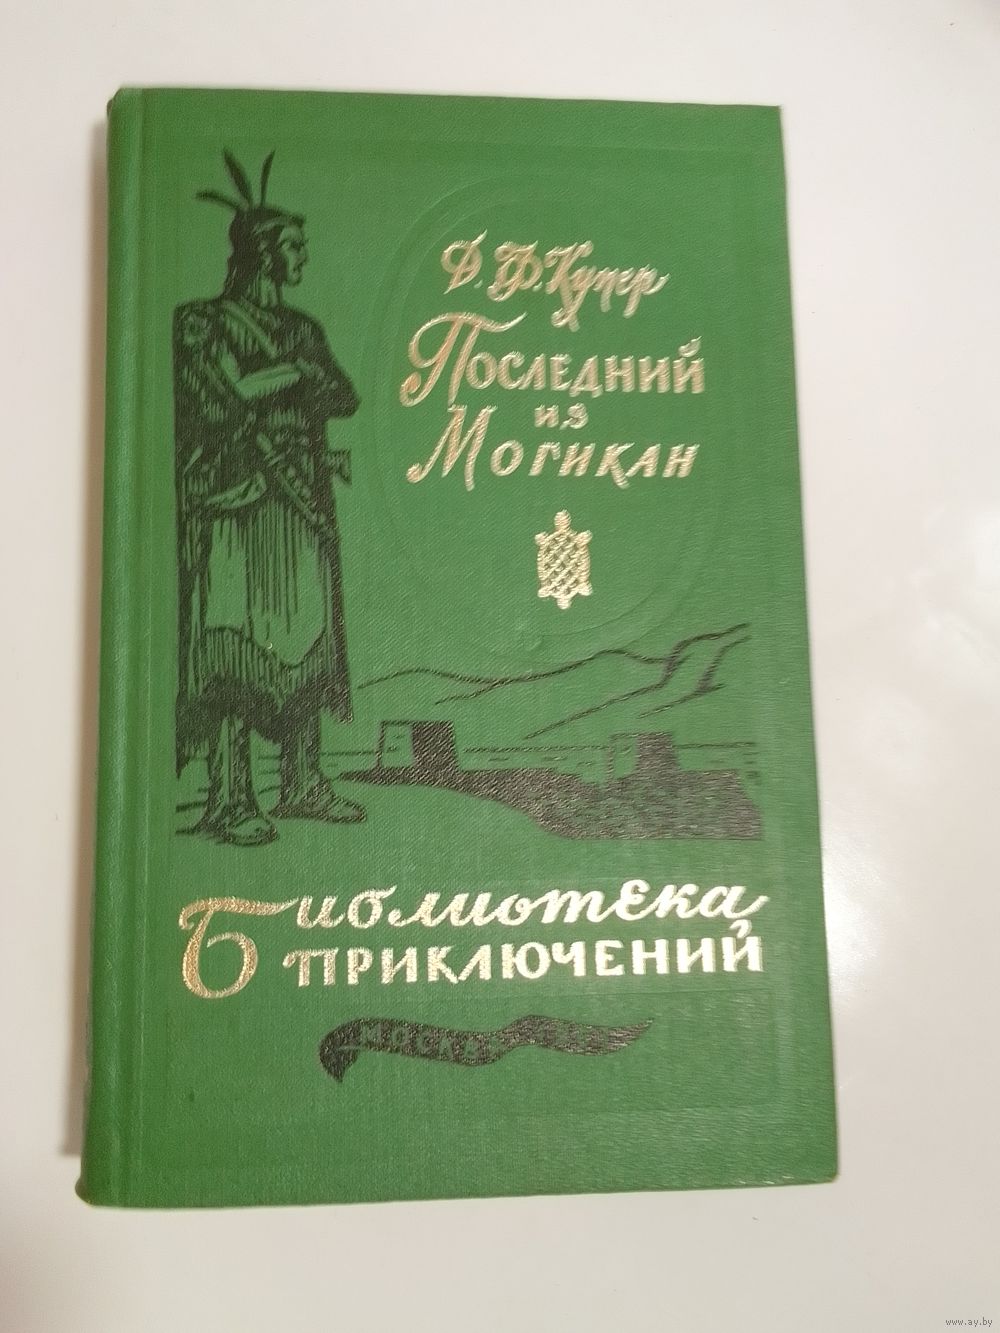 Д. Ф. Купер
Последний
из
Могикан
Библиотека
приключений
www.ay.by